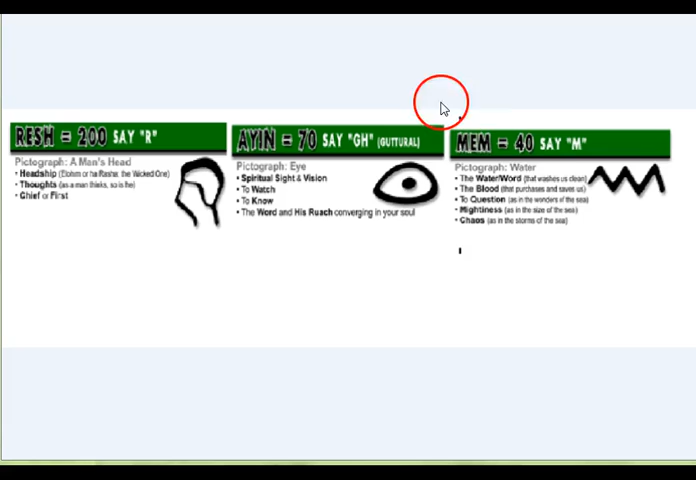 RESH = 200 SAY "R"
Pictograph: A Man's Head
• Headship (Elohim or ha Rasha, the Wicked One)
• Thoughts (as a man thinks, so is he)
• Chief or First
AYIN = 70 SAY "GH" (GUTTURAL)
Pictograph: Eye
• Spiritual Sight & Vision
• To Watch
• To Know
• The Word and His Ruach converging in your soul
MEM = 40 SAY "M"
Pictograph: Water
• The Water/Word (that washes us clean)
• The Blood (that purchases and saves us)
• To Question (as in the wonders of the sea)
• Mightiness (as in the size of the sea)
• Chaos (as in the storms of the sea)